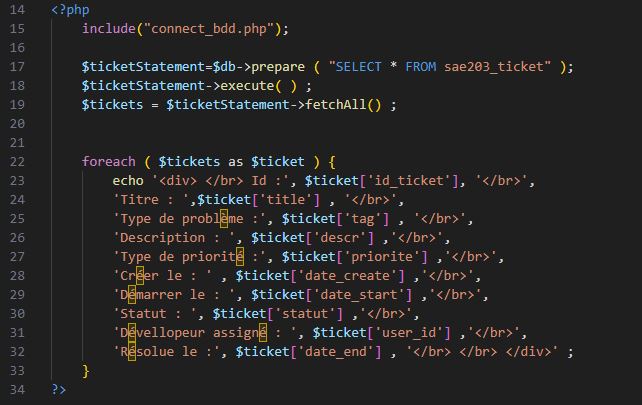 14 <?php
15 include("connect_bdd.php");
16
17 $ticketStatement=$db->prepare ( "SELECT * FROM sae203_ticket" );
18 $ticketStatement->execute( ) ;
19 $tickets = $ticketStatement->fetchAll() ;
20
21
22 foreach ( $tickets as $ticket ) {
23 echo '<div> </br> Id :', $ticket['id_ticket'], '</br>',
24 'Titre : ',$ticket['title'] , '</br>',
25 'Type de problème :', $ticket['tag'] , '</br>',
26 'Description : ', $ticket['descr'] ,'</br>',
27 'Type de priorité :', $ticket['priorite'] ,'</br>',
28 'Créer le : ' , $ticket['date_create'] ,'</br>',
29 'Démarrer le : ', $ticket['date_start'] ,'</br>',
30 'Statut : ', $ticket['statut'] ,'</br>',
31 'Dévellopeur assigné : ', $ticket['user_id'] ,'</br>',
32 'Résolue le :', $ticket['date_end'] , '</br> </br> </div>' ;
33 }
34 ?>